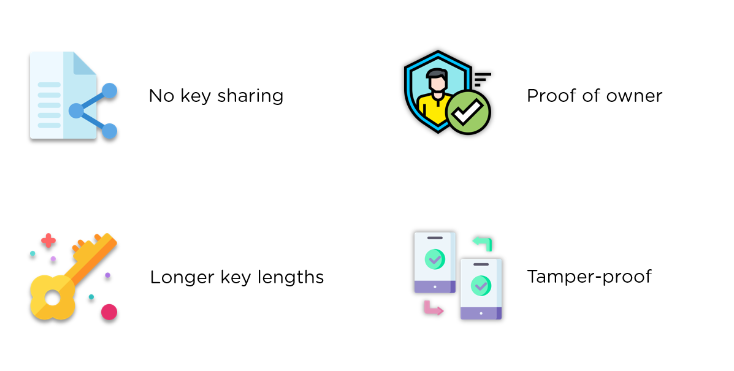 No key sharing
Proof of owner
Longer key lengths
Tamper-proof